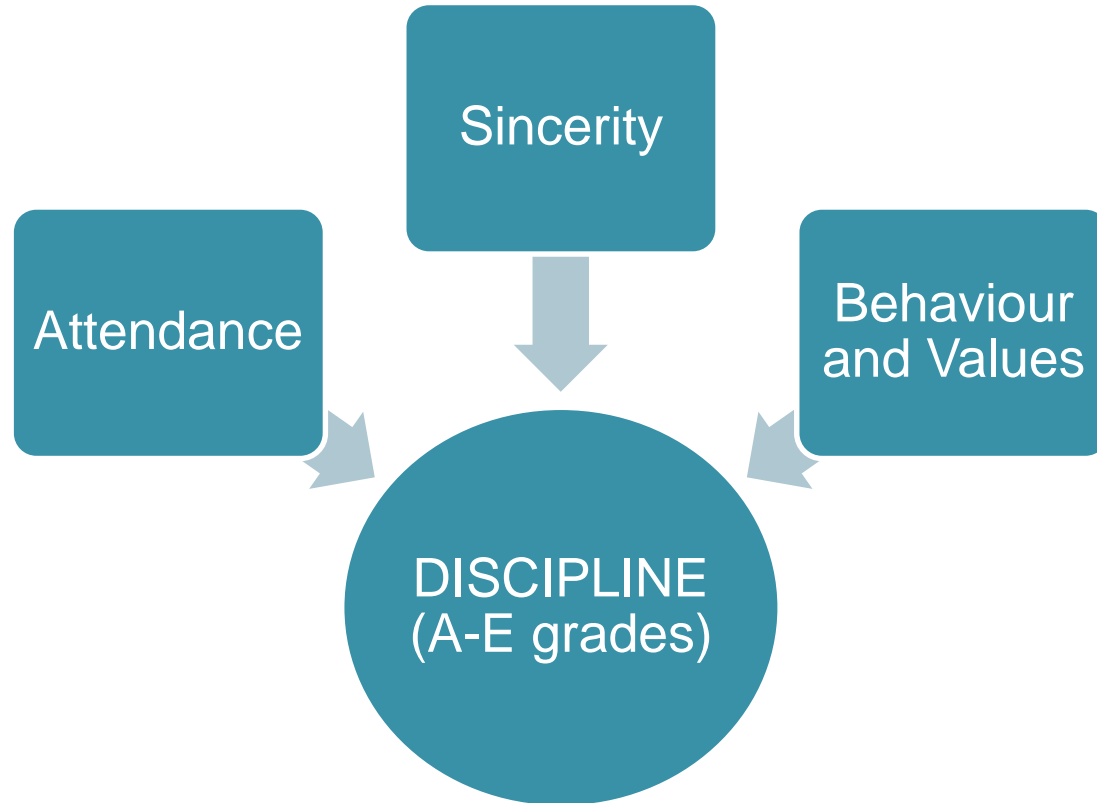 Sincerity
Attendance
Behaviour
and Values
DISCIPLINE
(A-E grades)